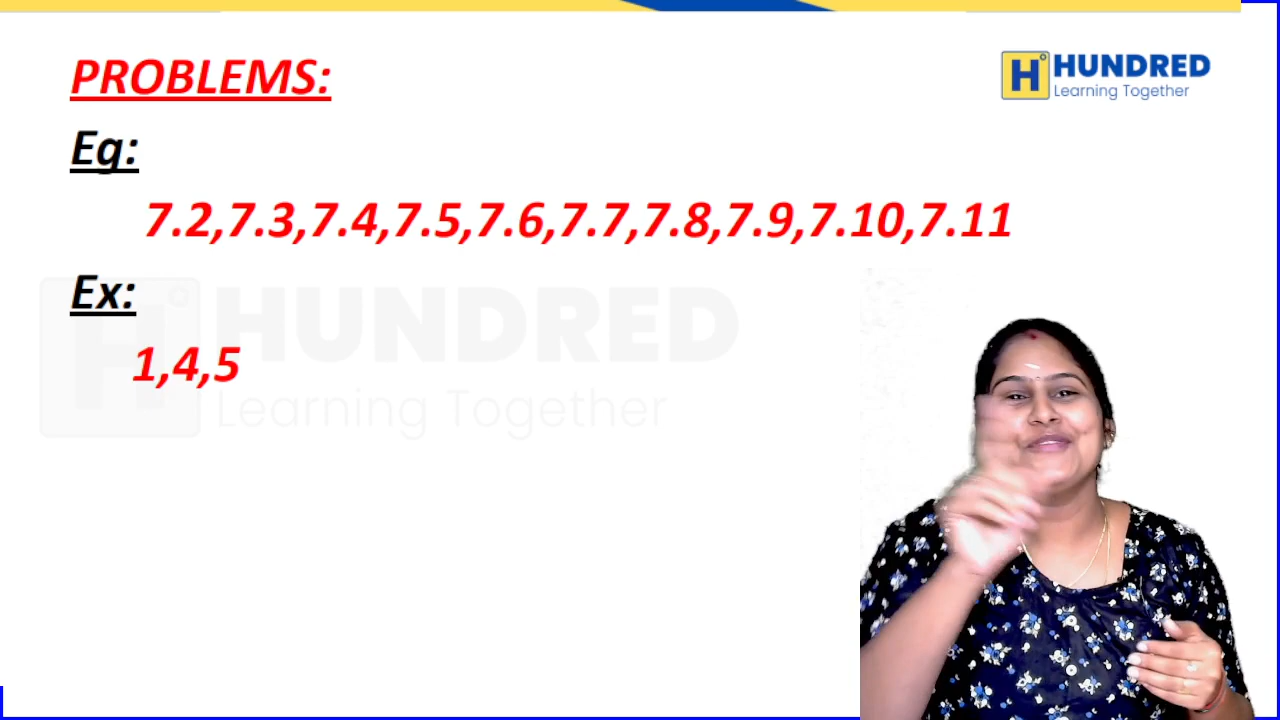 PROBLEMS:
HUNDRED
Learning Together
Eg:
7.2,7.3,7.4,7.5,7.6,7.7,7.8,7.9,7.10,7.11
Ex:
HUNDRED
Learning Together
1,4,5